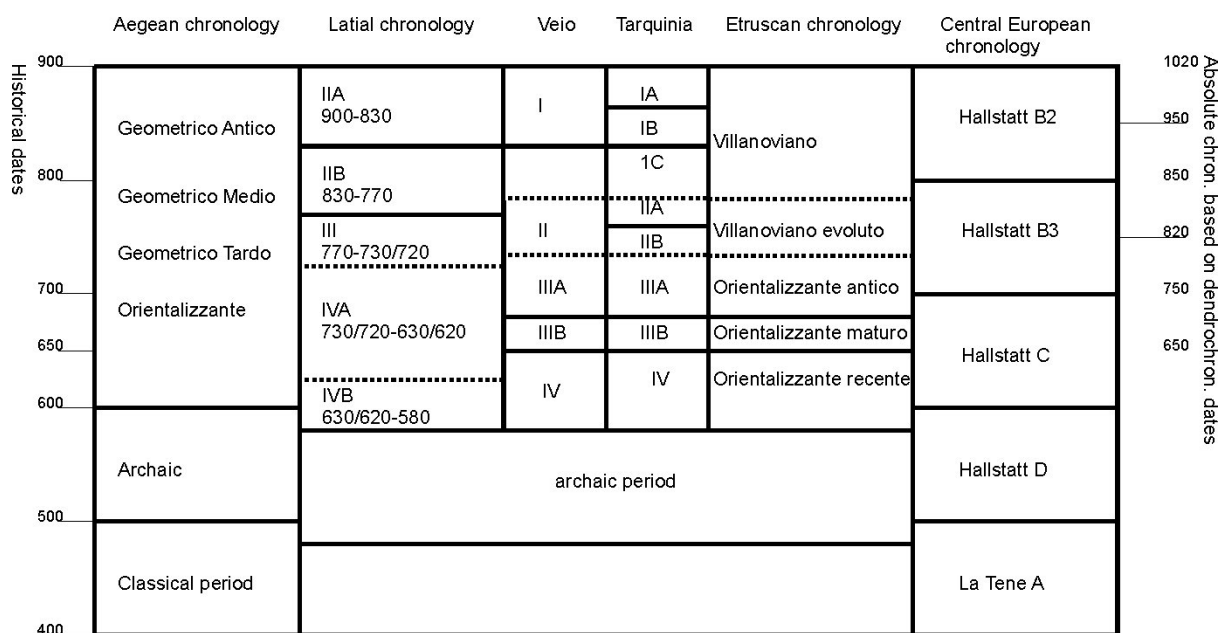 Aegean chronology
Latial chronology
Veio
Tarquinia
Etruscan chronology
Central European
chronology
Historical dates
900
800
700
650
600
500
400
Geometrico Antico
Geometrico Medio
Geometrico Tardo
Orientalizzante
Archaic
Classical period
IIA
900-830
IIB
830-770
III
770-730/720
IVA
730/720-630/620
IVB
630/620-580
I
II
IIIA
IIIB
IV
IA
IB
1C
IIA
IIB
IIIA
IIIB
IV
Villanoviano
Villanoviano evoluto
Orientalizzante antico
Orientalizzante maturo
Orientalizzante recente
archaic period
Hallstatt B2
Hallstatt B3
Hallstatt C
Hallstatt D
La Tene A
1020
950
850
820
750
650
Absolute chron. based on dendrochron. dates